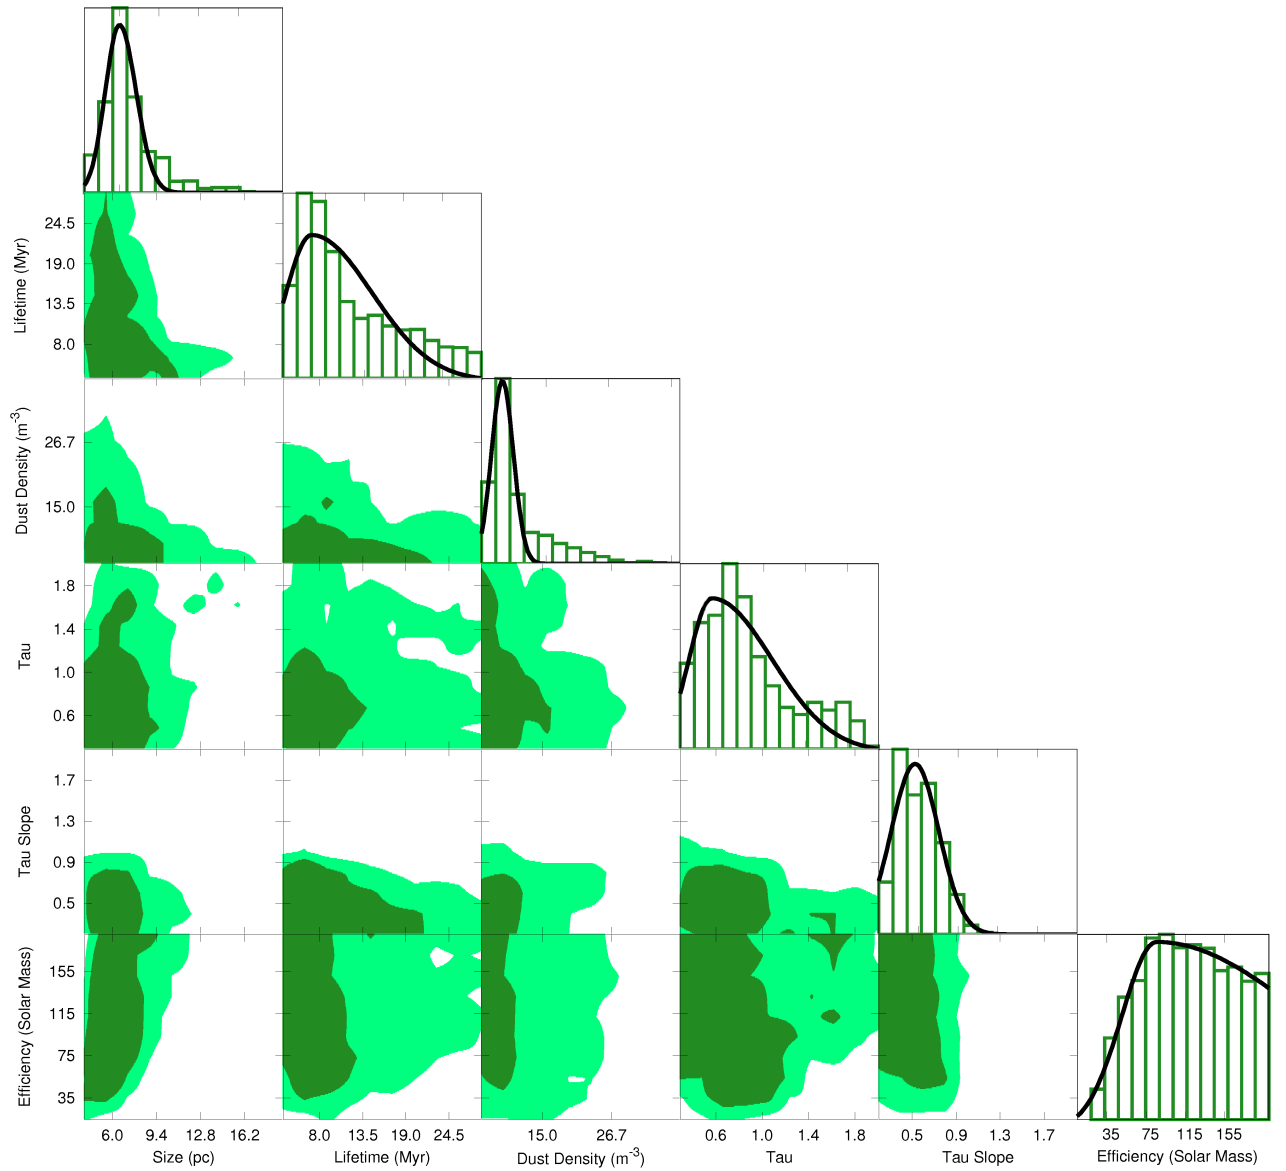 Lifetime (Myr)
24.5
19.0
13.5
8.0
Dust Density (m-3)
26.7
15.0
Tau
1.8
1.4
1.0
0.6
Tau Slope
1.7
1.3
0.9
0.5
Efficiency (Solar Mass)
155
115
75
35
6.0 9.4 12.8 16.2 8.0 13.5 19.0 24.5 15.0 26.7 0.6 1.0 1.4 1.8 0.5 0.9 1.3 1.7 35 75 115 155
Size (pc) Lifetime (Myr) Dust Density (m-3) Tau Tau Slope Efficiency (Solar Mass)